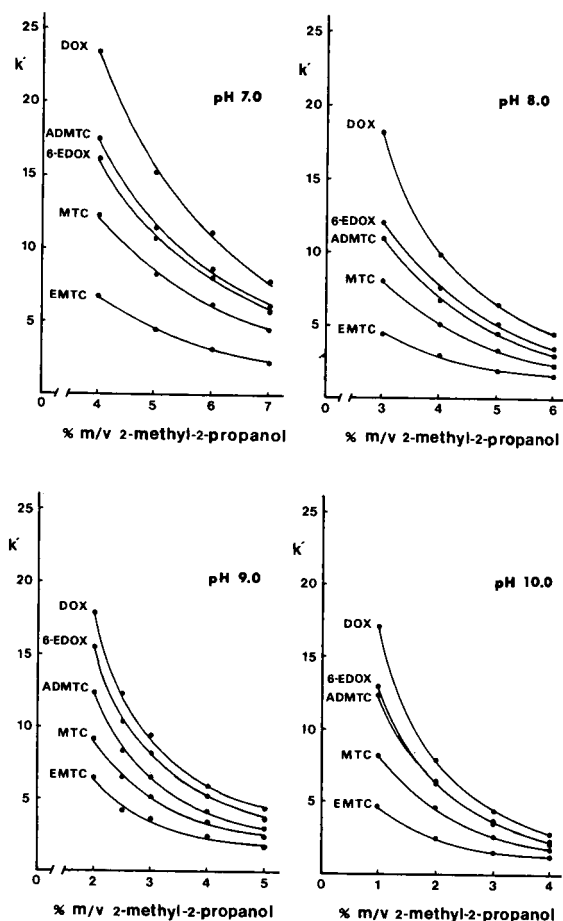 25
k′
DOX
pH 7.0
20
ADMTC
6-EDOX
15
MTC
10
EMTC
5
0
4 5 6 7
% m/v 2-methyl-2-propanol
25
k′
pH 8.0
20
DOX
15
6-EDOX
ADMTC
10
MTC
5
EMTC
0
3 4 5 6
% m/v 2-methyl-2-propanol
25
k′
pH 9.0
20
DOX
6-EDOX
15
ADMTC
10
MTC
EMTC
5
0
2 3 4 5
% m/v 2-methyl-2-propanol
25
k′
pH 10.0
20
DOX
15
6-EDOX
ADMTC
10
MTC
5
EMTC
0
1 2 3 4
% m/v 2-methyl-2-propanol